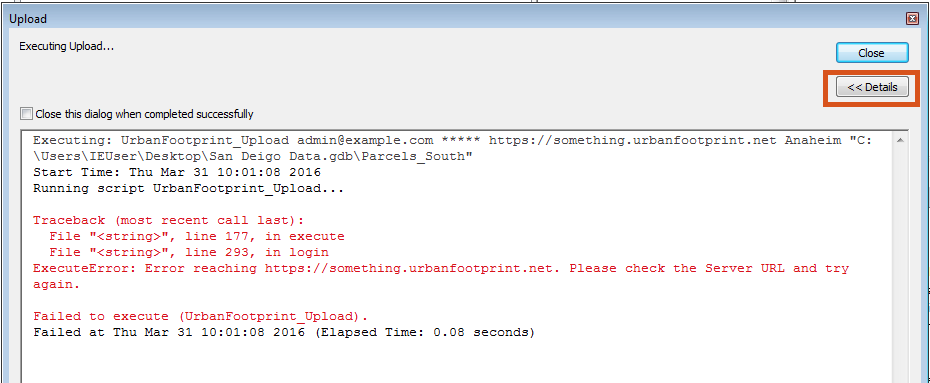 Upload
Executing Upload...
Close
<< Details
Close this dialog when completed successfully
Executing: UrbanFootprint_Upload admin@example.com ***** https://something.urbanfootprint.net Anaheim "C:
\Users\IEUser\Desktop\San Deigo Data.gdb\Parcels_South"
Start Time: Thu Mar 31 10:01:08 2016
Running script UrbanFootprint_Upload...
Traceback (most recent call last):
File "<string>", line 177, in execute
File "<string>", line 293, in login
ExecuteError: Error reaching https://something.urbanfootprint.net. Please check the Server URL and try
again.
Failed to execute (UrbanFootprint_Upload).
Failed at Thu Mar 31 10:01:08 2016 (Elapsed Time: 0.08 seconds)